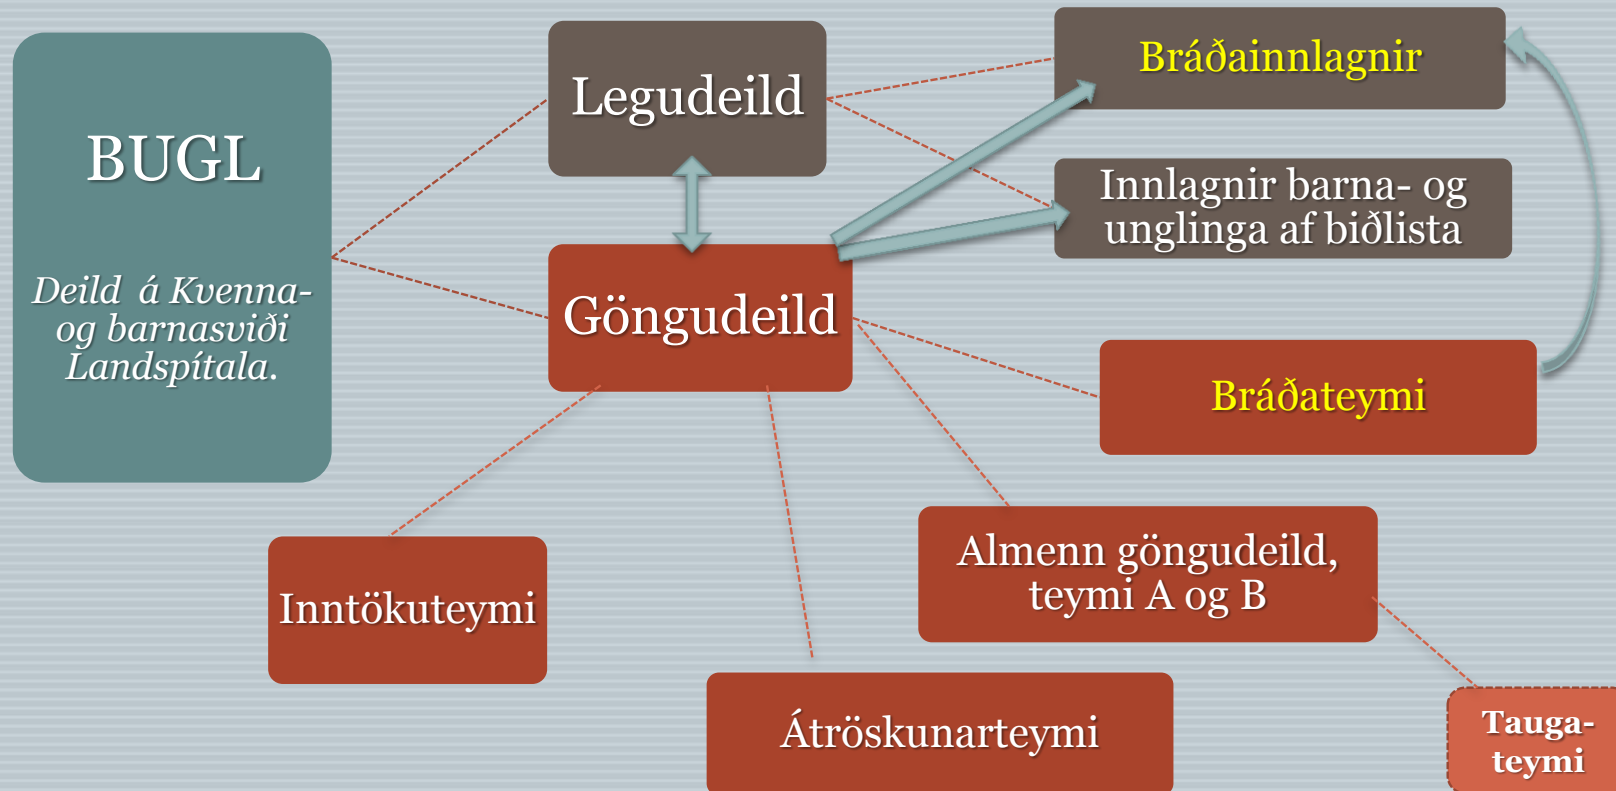 BUGL
Deild á Kvenna-
og barnasviði
Landspítala.
Legudeild
Göngudeild
Bráðainnlagnir
Innlagnir barna- og
unglinga af biðlista
Bráðateymi
Almenn göngudeild,
teymi A og B
Inntökuteymi
Átröskunarteymi
Tauga-
teymi